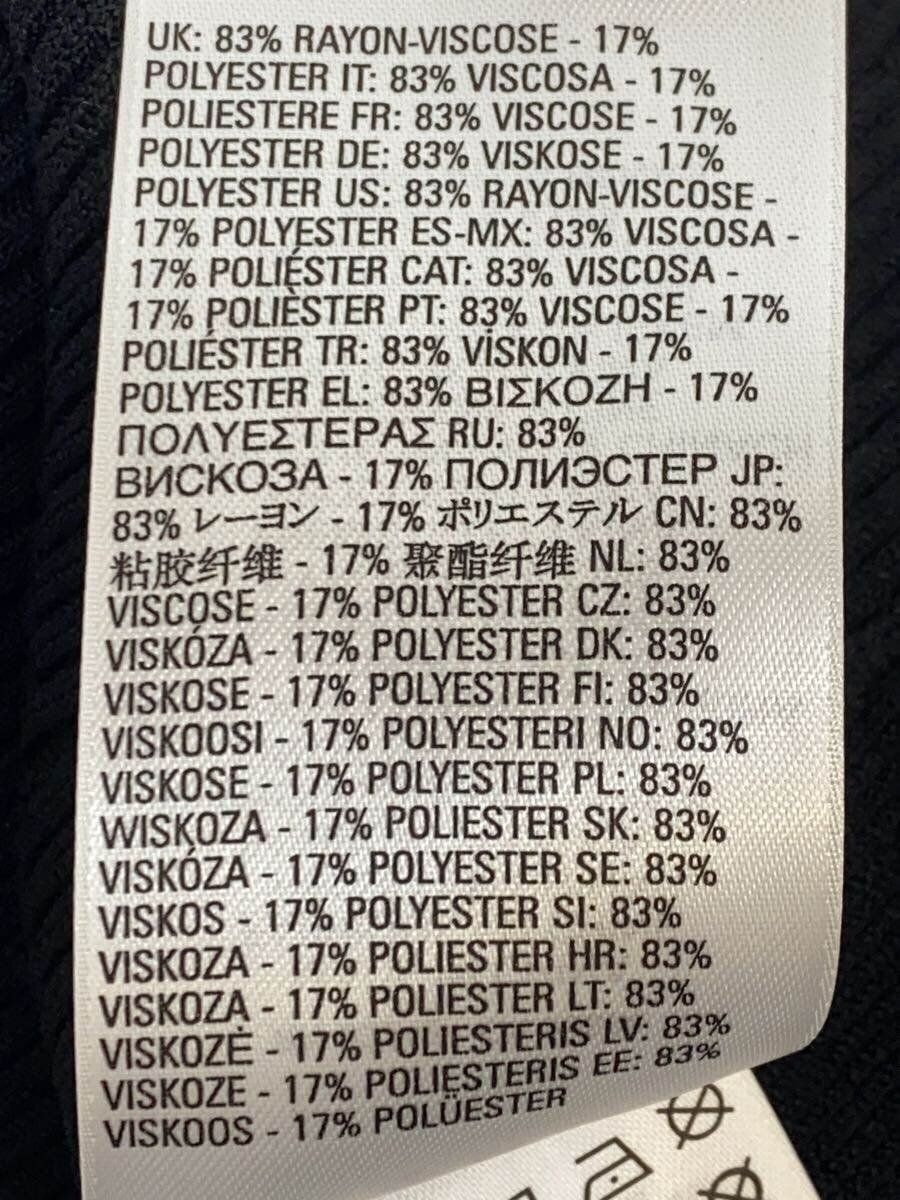 UK: 83% RAYON-VISCOSE - 17%
POLYESTER IT: 83% VISCOSA - 17%
POLIESTERE FR: 83% VISCOSE - 17%
POLYESTER DE: 83% VISKOSE - 17%
POLYESTER US: 83% RAYON-VISCOSE -
17% POLYESTER ES-MX: 83% VISCOSA -
17% POLIÉSTER CAT: 83% VISCOSA -
17% POLIÈSTER PT: 83% VISCOSE - 17%
POLIÉSTER TR: 83% VİSKON - 17%
POLYESTER EL: 83% ΒΙΣΚΟΖΗ - 17%
ΠΟΛΥΕΣΤΕΡΑΣ RU: 83%
ВИСКОЗА - 17% ПОЛИЭСТЕР JP:
83% レーヨン - 17% ポリエステル CN: 83%
粘胶纤维 - 17% 聚酯纤维 NL: 83%
VISCOSE - 17% POLYESTER CZ: 83%
VISKÓZA - 17% POLYESTER DK: 83%
VISKOSE - 17% POLYESTER FI: 83%
VISKOOSI - 17% POLYESTERI NO: 83%
VISKOSE - 17% POLYESTER PL: 83%
WISKOZA - 17% POLIESTER SK: 83%
VISKÓZA - 17% POLYESTER SE: 83%
VISKOS - 17% POLYESTER SI: 83%
VISKOZA - 17% POLIESTER HR: 83%
VISKOZA - 17% POLIESTER LT: 83%
VISKOZĖ - 17% POLIESTERIS LV: 83%
VISKOZE - 17% POLIESTERIS EE: 83%
VISKOOS - 17% POLÜESTER